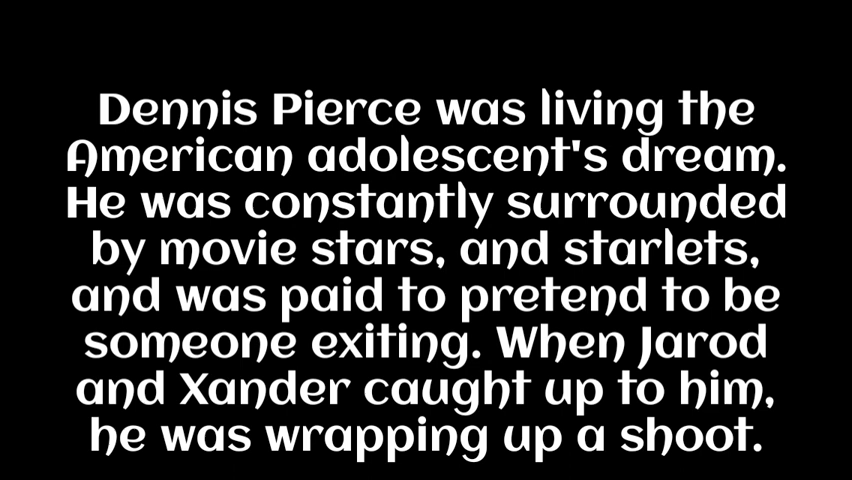 Dennis Pierce was living the
American adolescent's dream.
He was constantly surrounded
by movie stars, and starlets,
and was paid to pretend to be
someone exiting. When Jarod
and Xander caught up to him,
he was wrapping up a shoot.